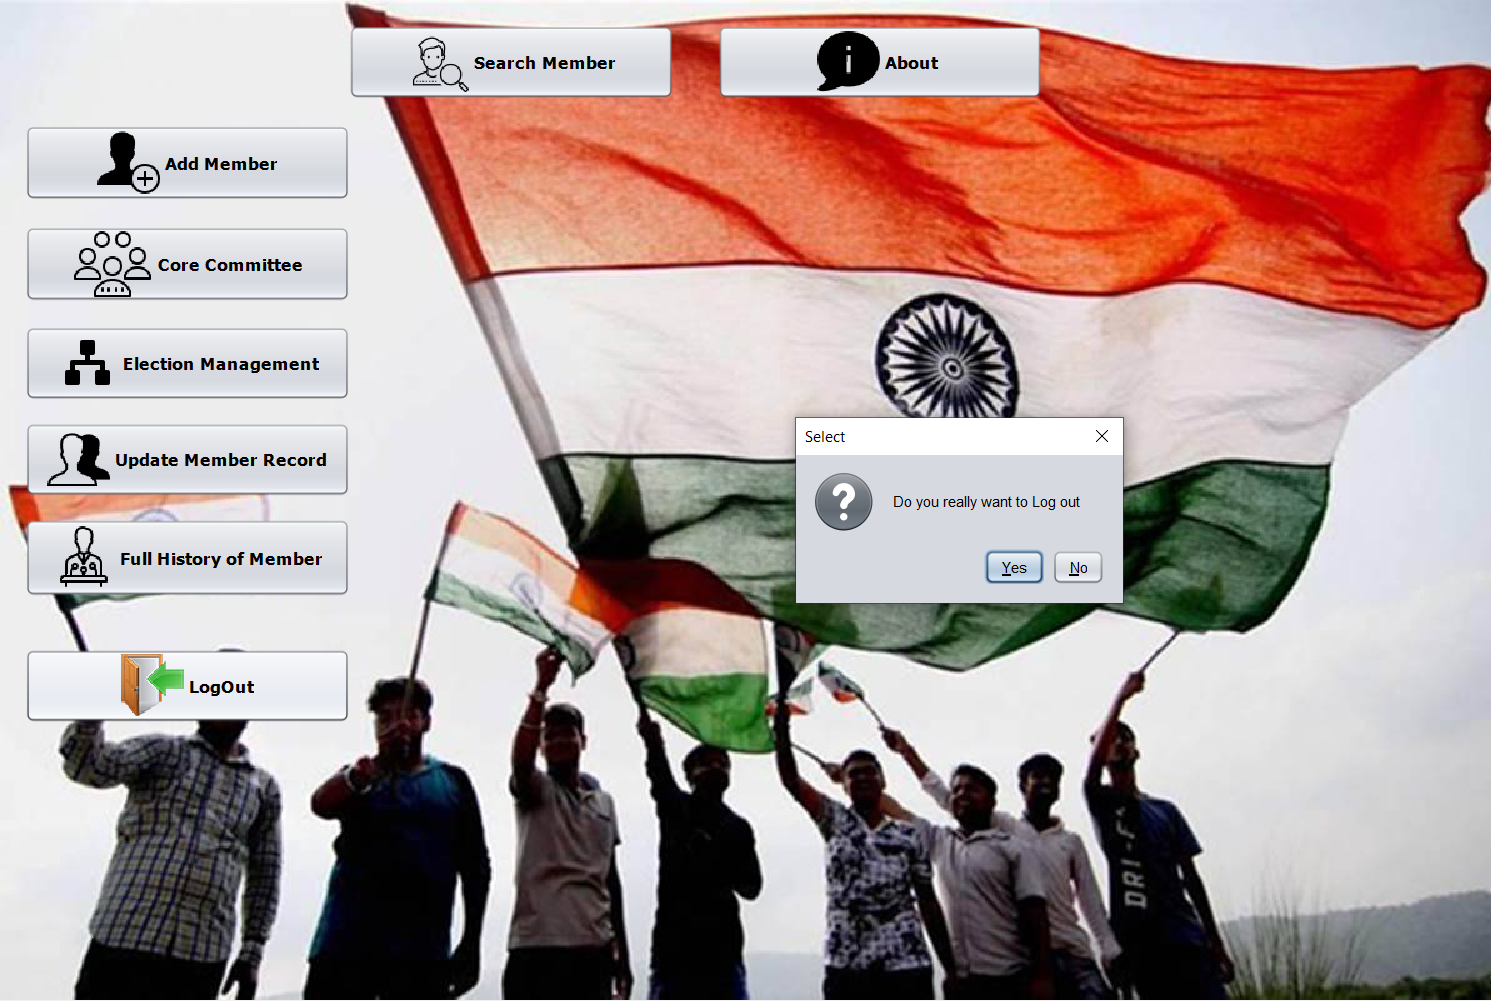 Search Member
About
Add Member
Core Committee
Election Management
Select
Update Member Record
Do you really want to Log out
Full History of Member
Yes
No
LogOut
DRI-F